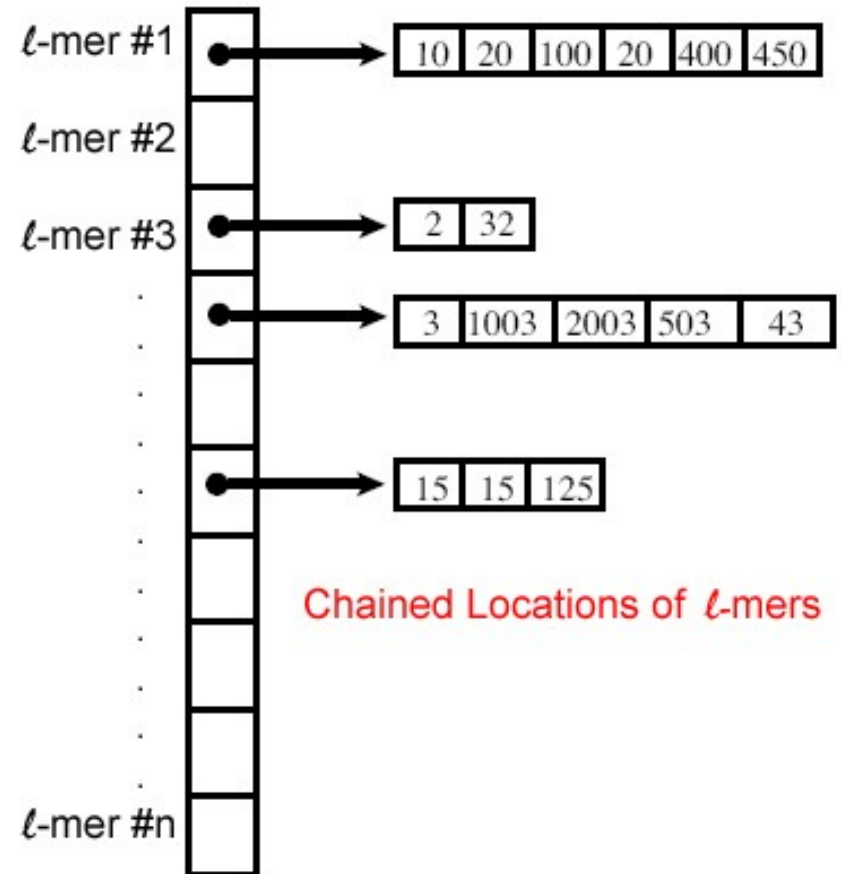 ℓ-mer #1 10 20 100 20 400 450
ℓ-mer #2
ℓ-mer #3 2 32
. 3 1003 2003 503 43
.
.
.
. 15 15 125
.
.
Chained Locations of ℓ-mers
.
.
.
.
ℓ-mer #n